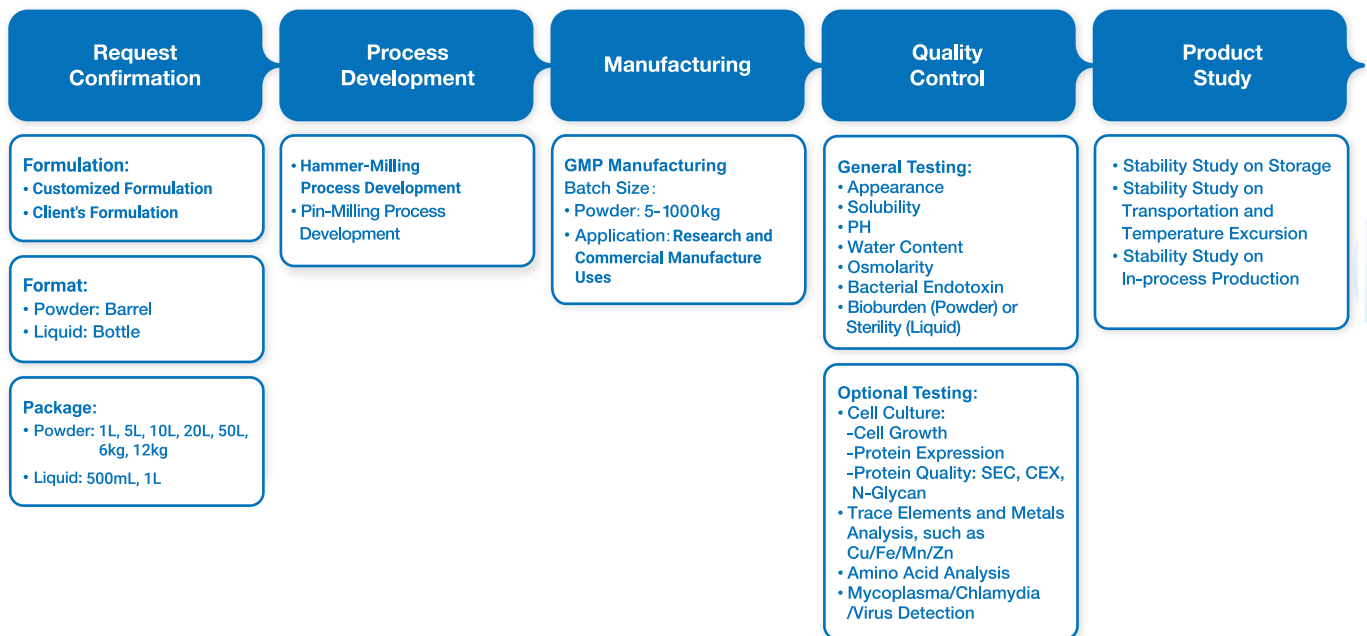 Request
Confirmation
Process
Development
Manufacturing
Quality
Control
Product
Study
Formulation:
• Customized Formulation
• Client's Formulation
Format:
• Powder: Barrel
• Liquid: Bottle
Package:
• Powder: 1L, 5L, 10L, 20L, 50L,
6kg, 12kg
• Liquid: 500mL, 1L
• Hammer-Milling
Process Development
• Pin-Milling Process
Development
GMP Manufacturing
Batch Size:
• Powder: 5-1000kg
• Application: Research and
Commercial Manufacture
Uses
General Testing:
• Appearance
• Solubility
• PH
• Water Content
• Osmolarity
• Bacterial Endotoxin
• Bioburden (Powder) or
Sterility (Liquid)
Optional Testing:
• Cell Culture:
-Cell Growth
-Protein Expression
-Protein Quality: SEC, CEX,
N-Glycan
• Trace Elements and Metals
Analysis, such as
Cu/Fe/Mn/Zn
• Amino Acid Analysis
• Mycoplasma/Chlamydia
/Virus Detection
• Stability Study on Storage
• Stability Study on
Transportation and
Temperature Excursion
• Stability Study on
In-process Production